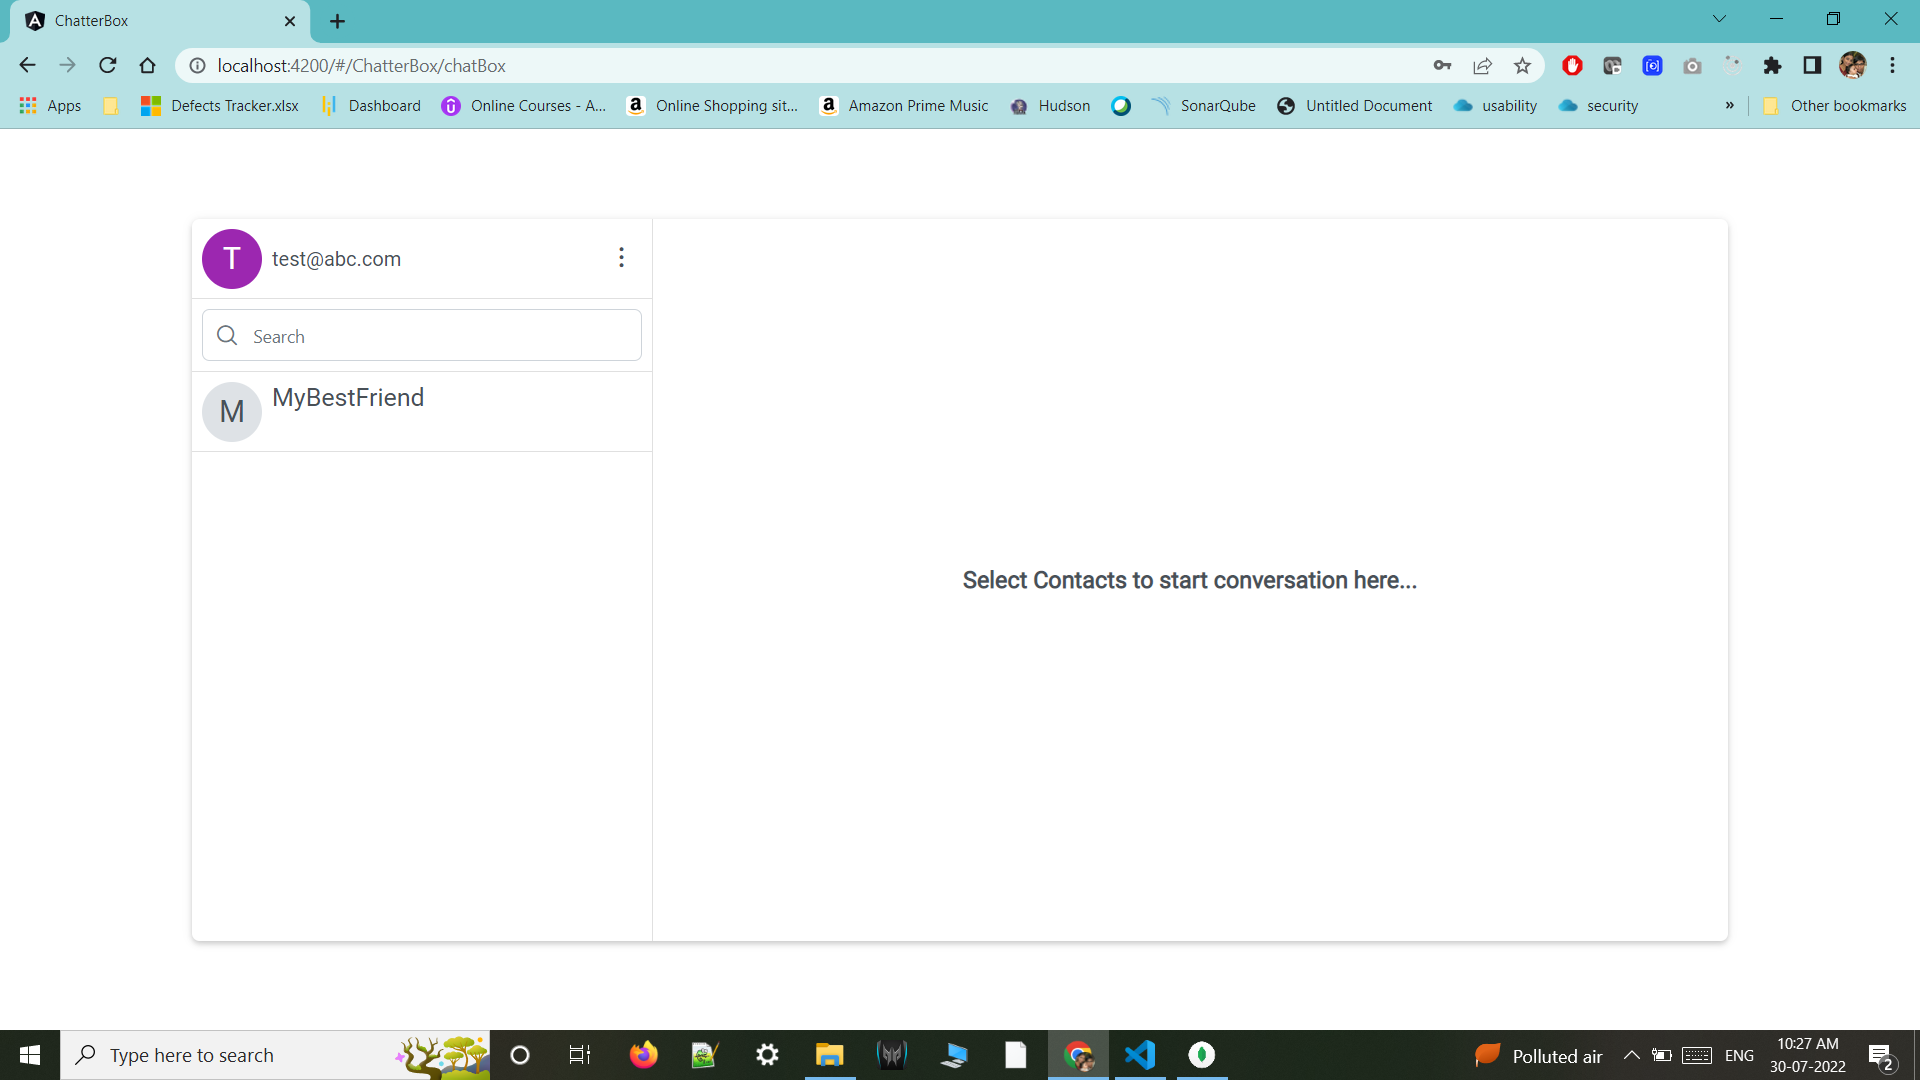 ChatterBox
localhost:4200/#/ChatterBox/chatBox
Apps Defects Tracker.xlsx Dashboard Online Courses - A... Online Shopping sit... Amazon Prime Music Hudson SonarQube Untitled Document usability security » Other bookmarks
T test@abc.com
Search
M MyBestFriend
Select Contacts to start conversation here...
Type here to search
Polluted air ENG
10:27 AM
30-07-2022
2